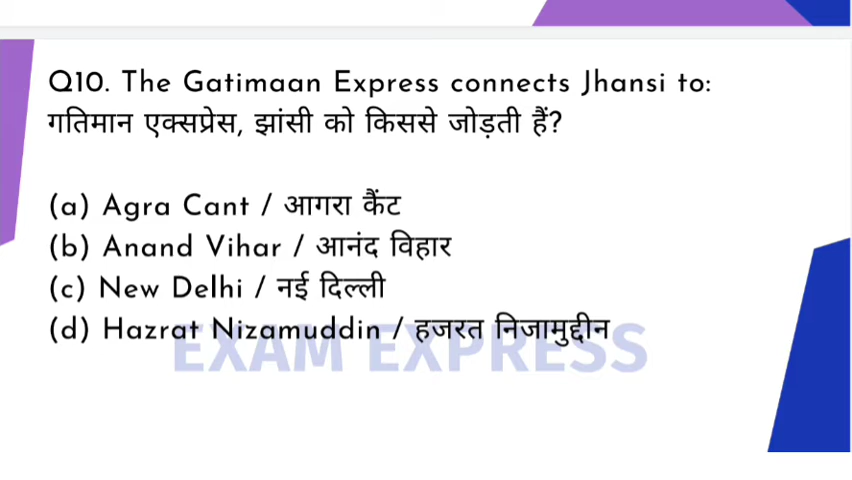 Q10. The Gatimaan Express connects Jhansi to:
गतिमान एक्सप्रेस, झांसी को किससे जोड़ती हैं?
(a) Agra Cant / आगरा कैंट
(b) Anand Vihar / आनंद विहार
(c) New Delhi / नई दिल्ली
(d) Hazrat Nizamuddin / हजरत निजामुद्दीन
EXAM EXPRESS